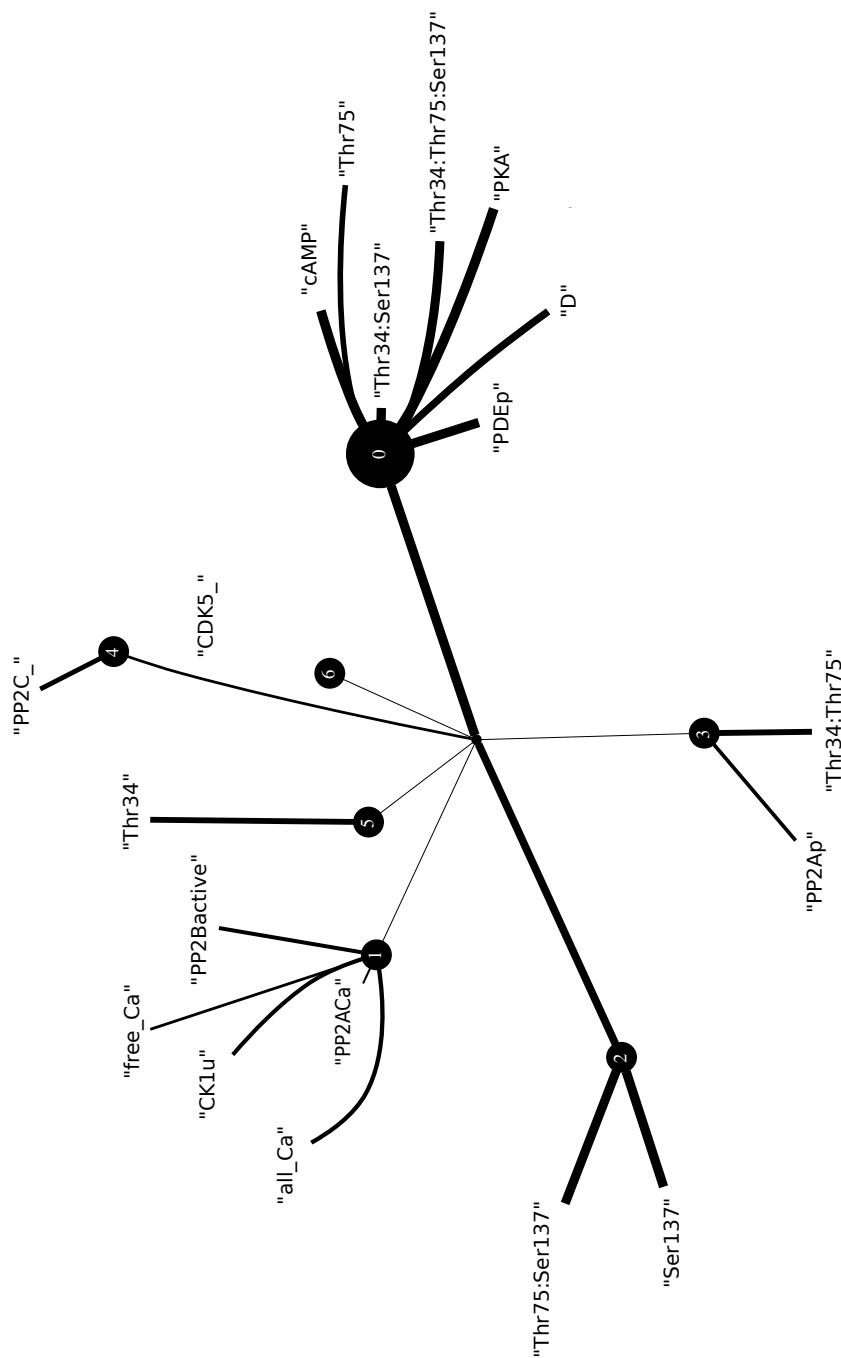 "Thr34:Thr75:Ser137"
"Thr75"
"PKA"
"cAMP"
"Thr34:Ser137"
"D"
"PDEp"
0
"CDK5_"
4
6
"PP2C_"
3
"Thr34:Thr75"
"Thr34"
5
"PP2Ap"
"PP2Bactive"
1
"free_Ca"
"PP2ACa"
"CK1u"
2
"all_Ca"
"Thr75:Ser137"
"Ser137"